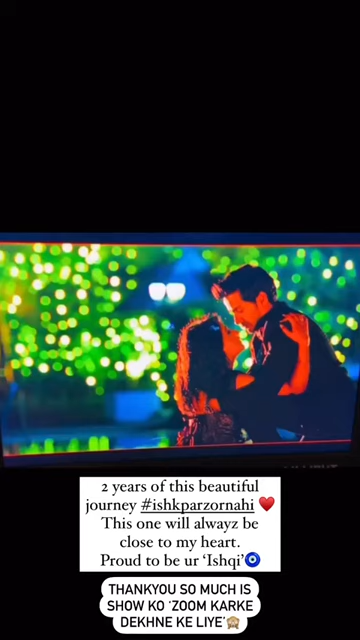 2 years of this beautiful
journey #ishkparzornahi ♥️
This one will alwayz be
close to my heart.
Proud to be ur ‘Ishqi’🧿
THANKYOU SO MUCH IS
SHOW KO ‘ZOOM KARKE
DEKHNE KE LIYE’🙈